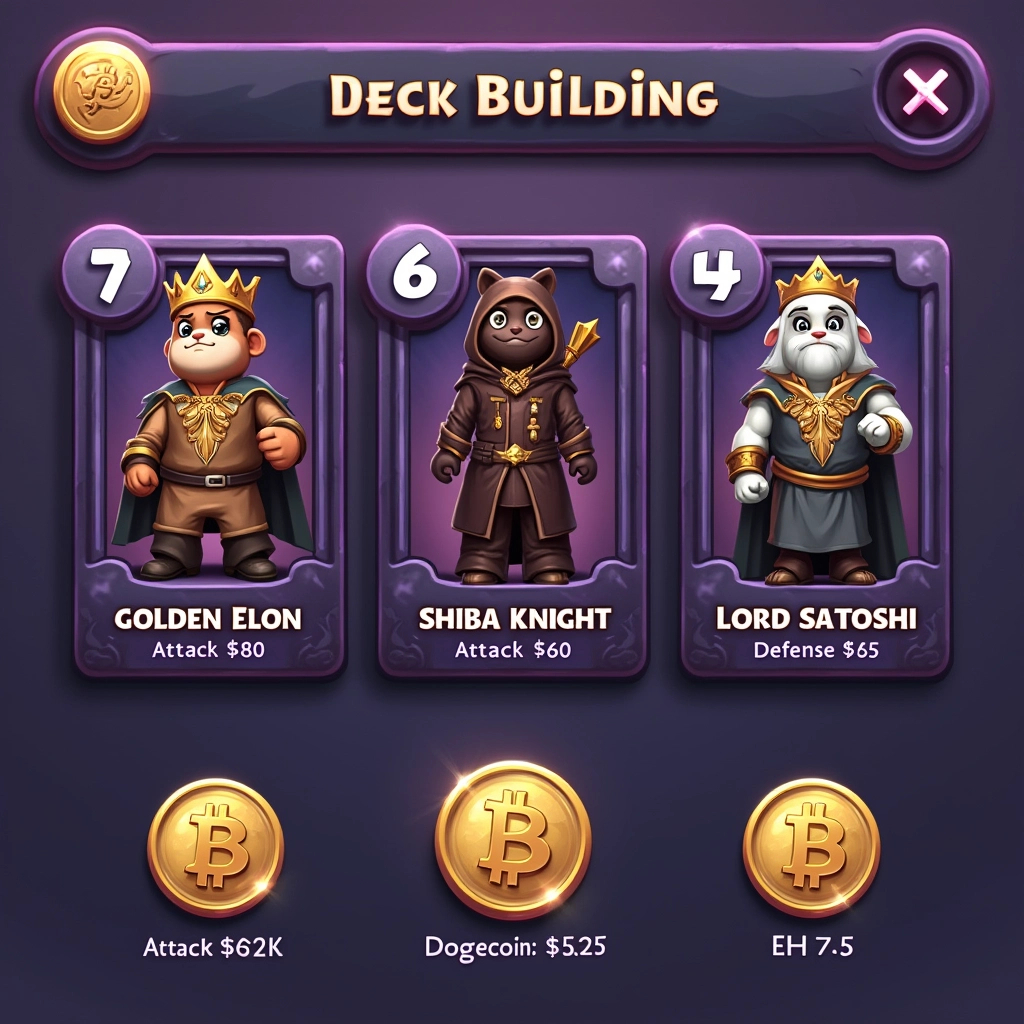 DECK BUiLDiNG
7
6
4
GOLDEN ELON
Attack $80
SHIBA KNIGHT
Attack $60
LORD SATOSHI
Defense $65
Attack $62K
Dogecoin: $5.25
EH 7.5